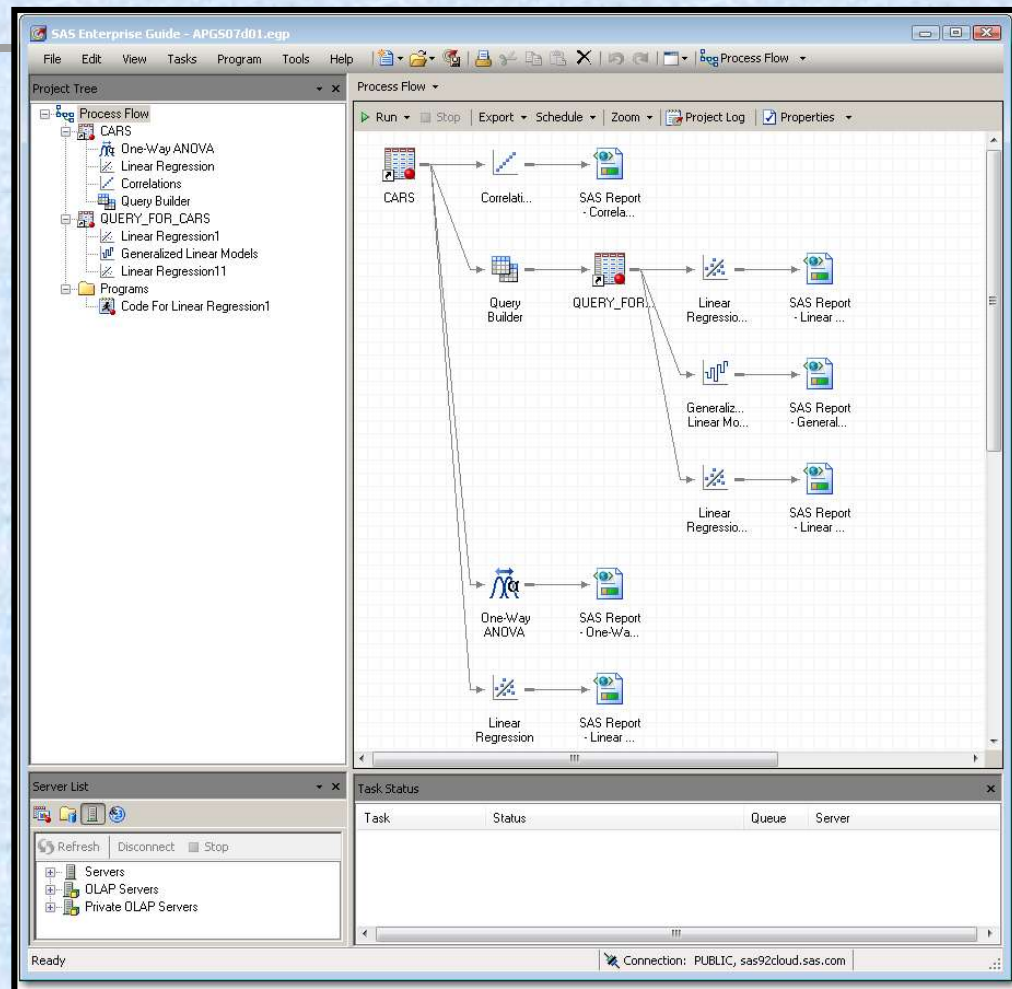 SAS Enterprise Guide - APGS07d01.egp
File Edit View Tasks Program Tools Help Process Flow
Project Tree
Process Flow
CARS
One-Way ANOVA
Linear Regression
Correlations
Query Builder
QUERY_FOR_CARS
Linear Regression1
Generalized Linear Models
Linear Regression11
Programs
Code For Linear Regression1
Process Flow
Run Stop Export Schedule Zoom Project Log Properties
CARS
Correlati...
SAS Report
- Correla...
Query
Builder
QUERY_FOR...
Linear
Regressio...
SAS Report
- Linear ...
Generaliz...
Linear Mo...
SAS Report
- General...
Linear
Regressio...
SAS Report
- Linear ...
One-Way
ANOVA
SAS Report
- One-Wa...
Linear
Regression
SAS Report
- Linear ...
Server List
Refresh Disconnect Stop
Servers
OLAP Servers
Private OLAP Servers
Task Status
Task Status Queue Server
Ready
Connection: PUBLIC, sas92cloud.sas.com